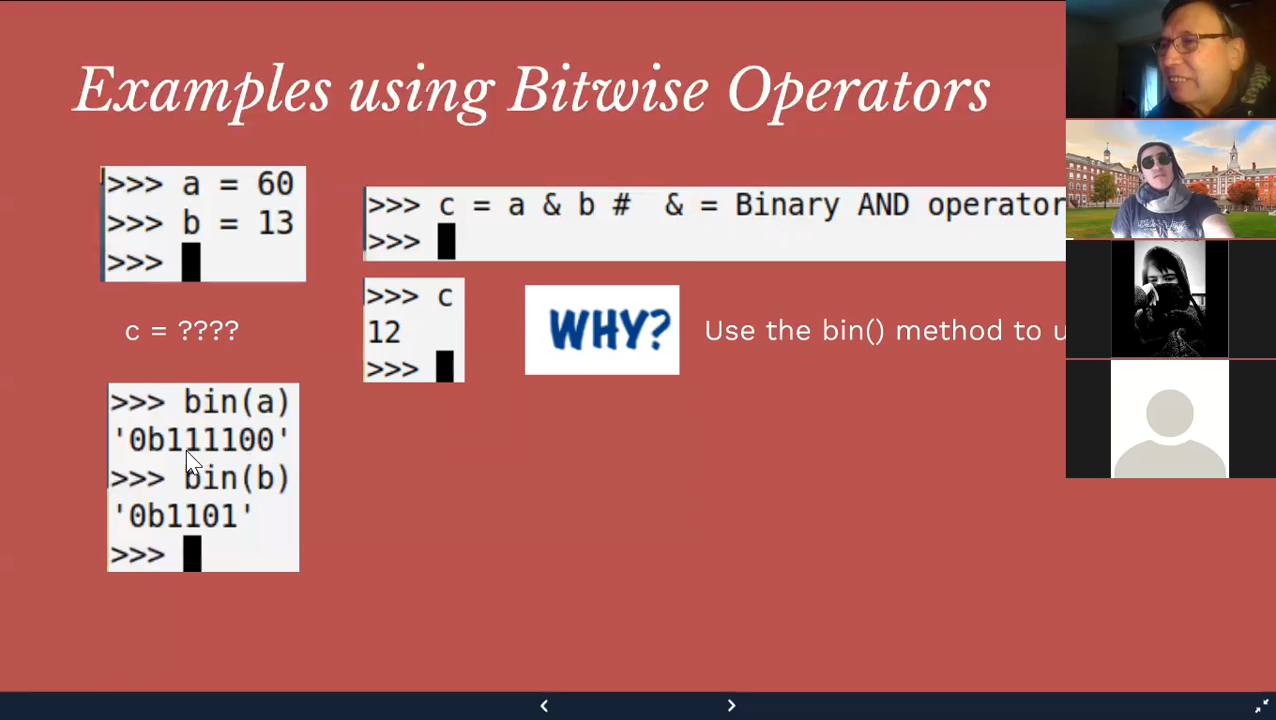 Examples using Bitwise Operators
>>> a = 60
>>> b = 13
>>>
>>> c = a & b #  & = Binary AND operator
>>>
c = ????
>>> c
12
>>>
WHY?
Use the bin() method to u
>>> bin(a)
'0b111100'
>>> bin(b)
'0b1101'
>>>